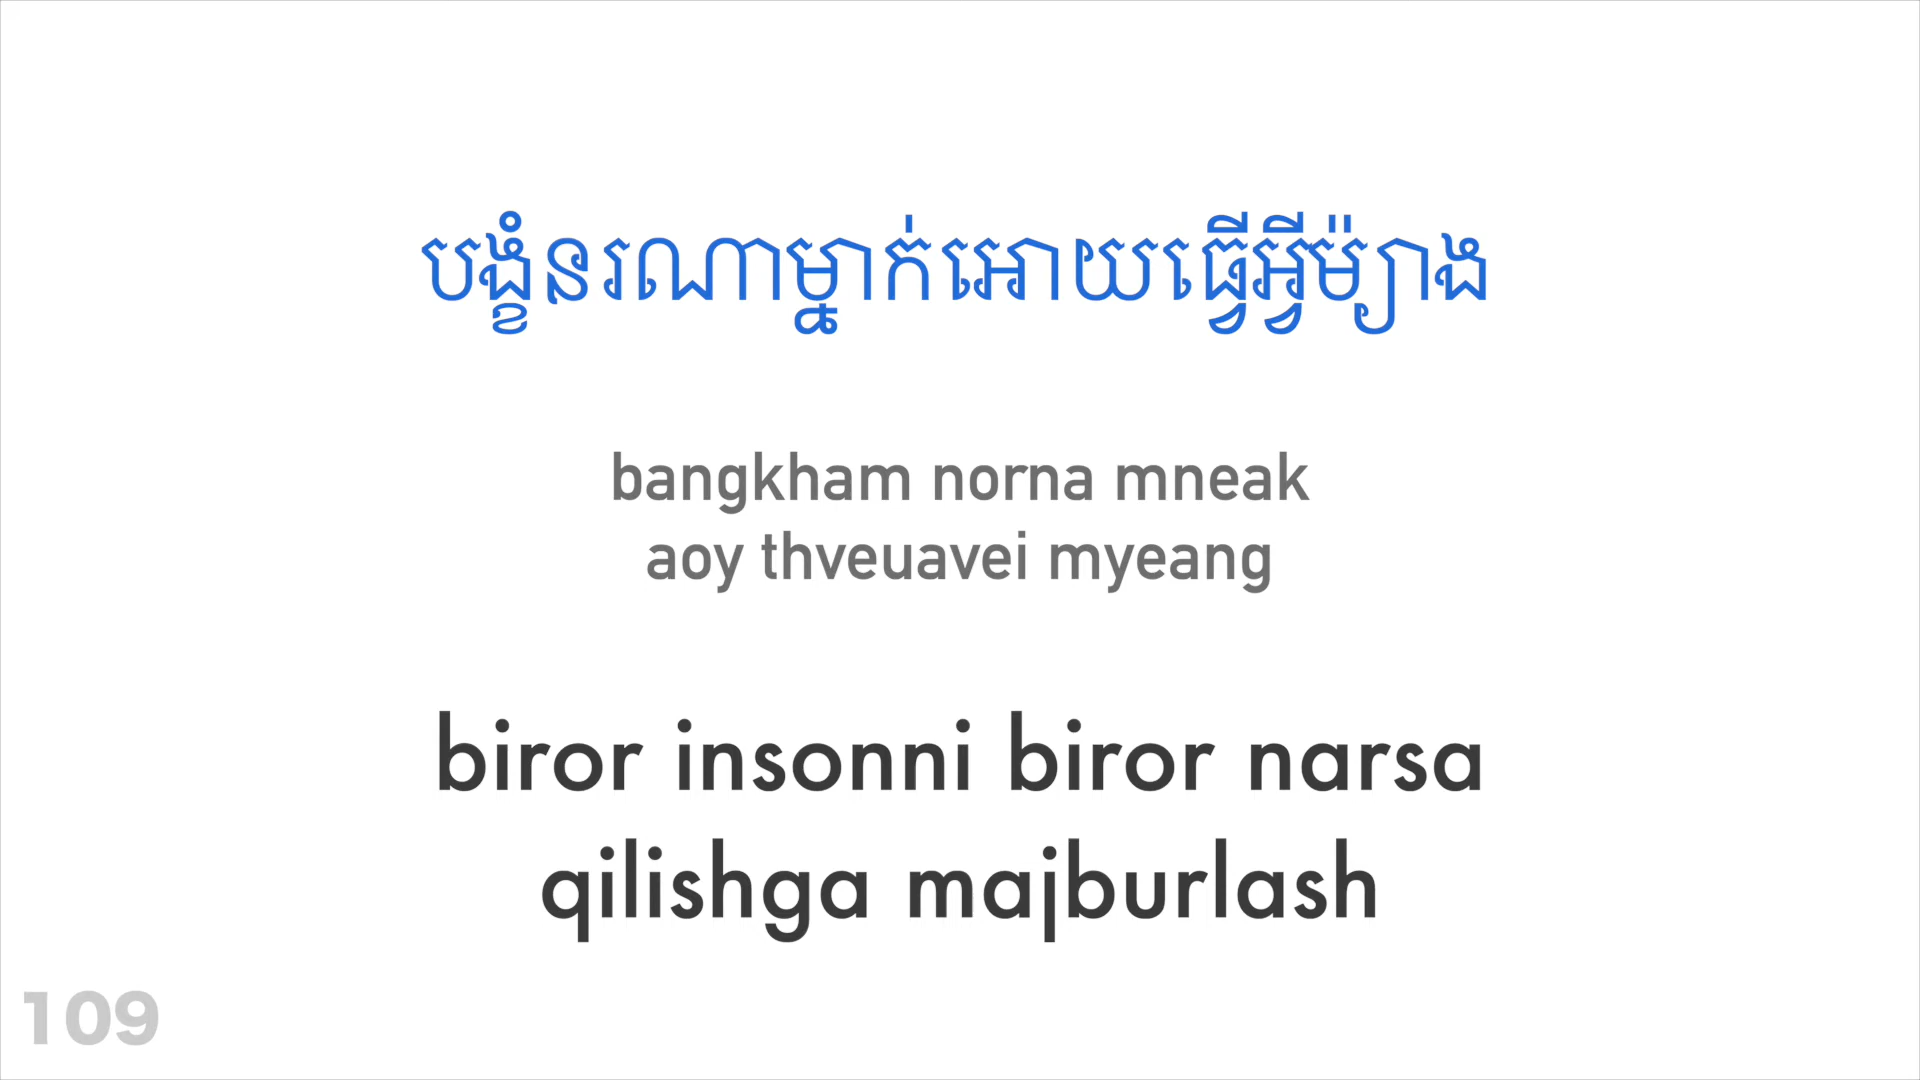 បង្ខំនរណាម្នាក់អោយធ្វើអ្វីម៉្យាង
bangkham norna mneak
aoy thveuavei myeang
biror insonni biror narsa
qilishga majburlash
109